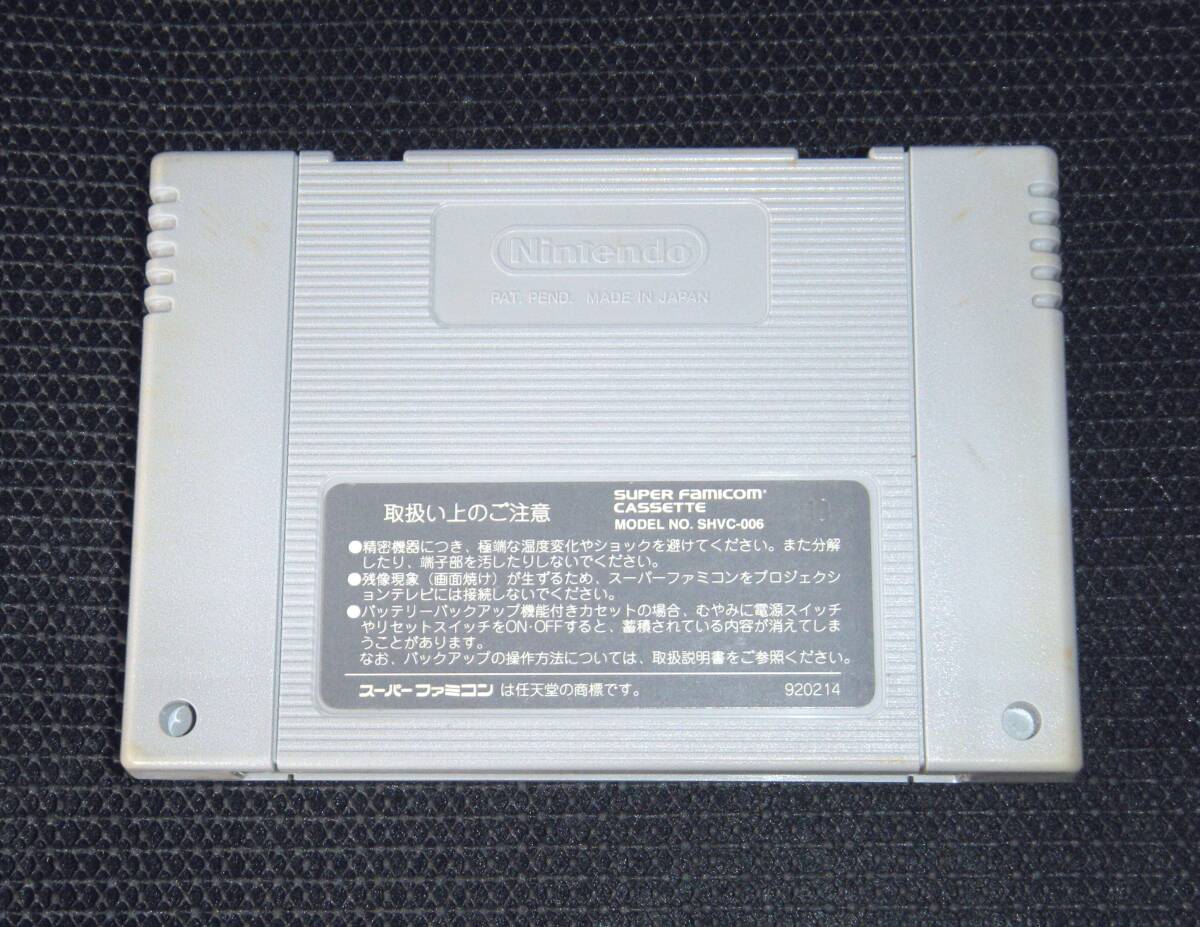 Nintendo
PAT. PEND. MADE IN JAPAN
取扱い上のご注意
SUPER FAMICOM
CASSETTE
MODEL NO. SHVC-006
10
●精密機器につき、極端な温度変化やショックを避けてください。また分解
したり、端子部を汚したりしないでください。
●残像現象（画面焼け）が生ずるため、スーパーファミコンをプロジェクシ
ョンテレビには接続しないでください。
●バッテリーバックアップ機能付きカセットの場合、むやみに電源スイッチ
やリセットスイッチをON·OFFすると、蓄積されている内容が消えてしま
うことがあります。
なお、バックアップの操作方法については、取扱説明書をご参照ください。
スーパーファミコン は任天堂の商標です。 920214